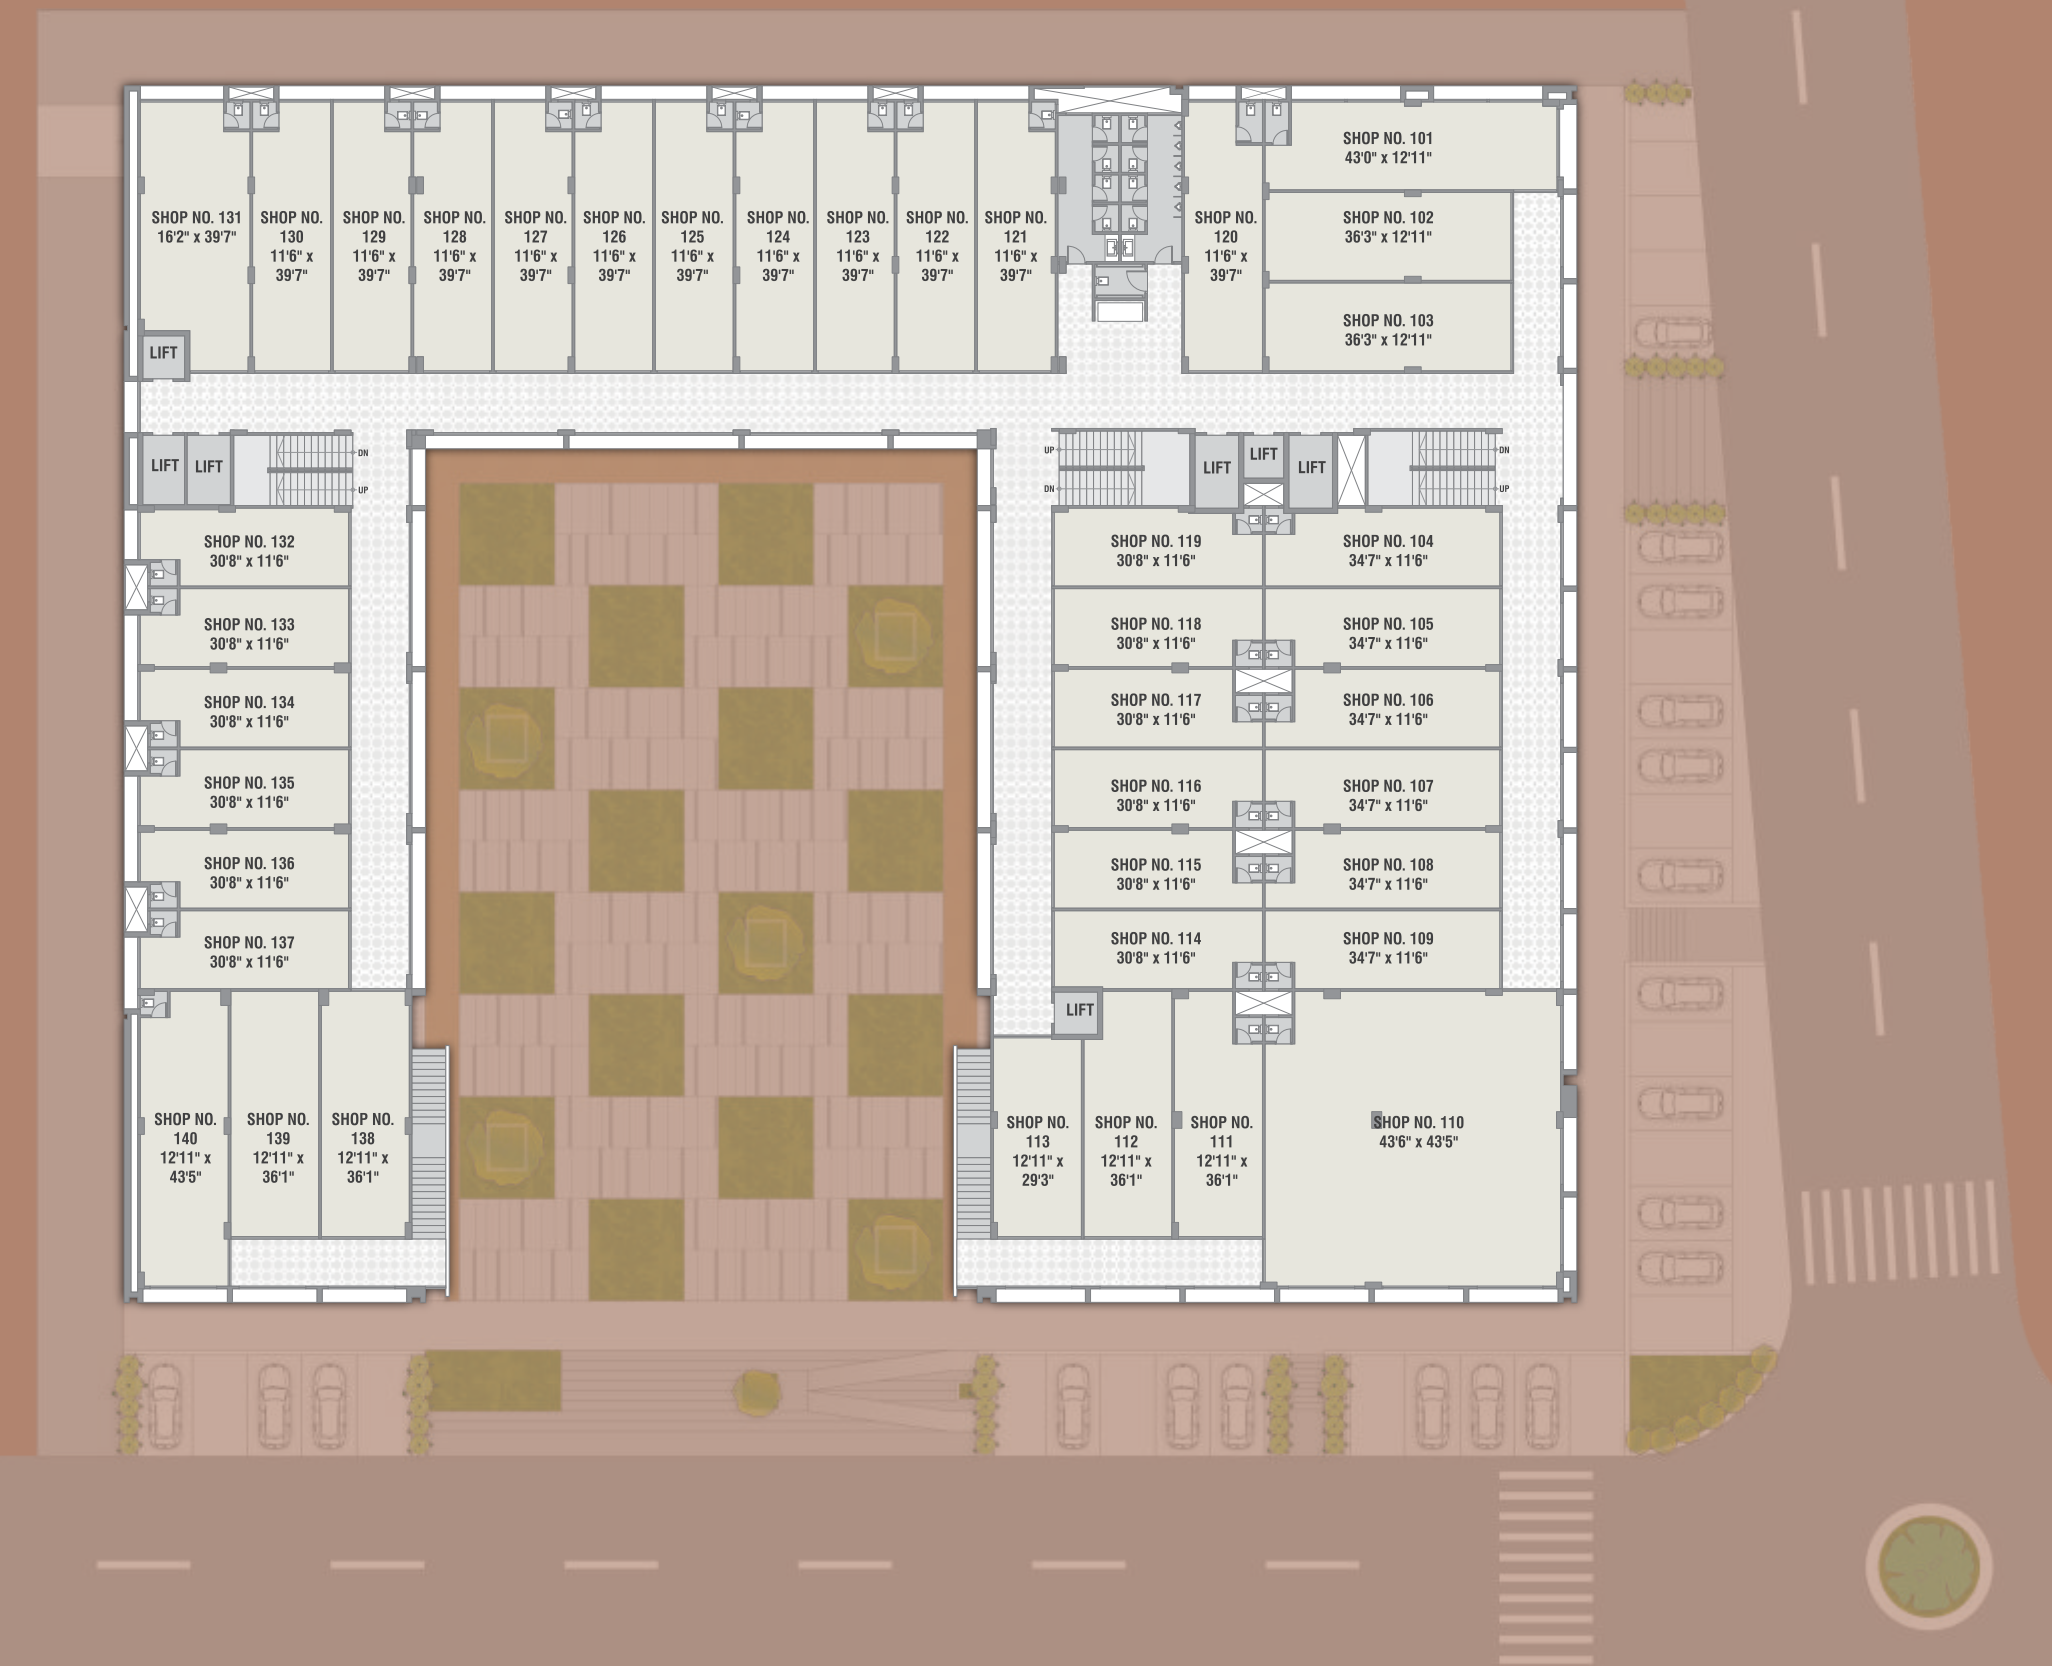 SHOP NO. 101
43'0" x 12'11"
SHOP NO. 102
36'3" x 12'11"
SHOP NO. 103
36'3" x 12'11"
SHOP NO. 131
16'2" x 39'7"
SHOP NO.
130
11'6" x
39'7"
SHOP NO.
129
11'6" x
39'7"
SHOP NO.
128
11'6" x
39'7"
SHOP NO.
127
11'6" x
39'7"
SHOP NO.
126
11'6" x
39'7"
SHOP NO.
125
11'6" x
39'7"
SHOP NO.
124
11'6" x
39'7"
SHOP NO.
123
11'6" x
39'7"
SHOP NO.
122
11'6" x
39'7"
SHOP NO.
121
11'6" x
39'7"
SHOP NO.
120
11'6" x
39'7"
LIFT
LIFT
LIFT
DN
UP
UP
DN
LIFT
LIFT
LIFT
DN
UP
SHOP NO. 132
30'8" x 11'6"
SHOP NO. 133
30'8" x 11'6"
SHOP NO. 134
30'8" x 11'6"
SHOP NO. 135
30'8" x 11'6"
SHOP NO. 136
30'8" x 11'6"
SHOP NO. 137
30'8" x 11'6"
SHOP NO. 119
30'8" x 11'6"
SHOP NO. 104
34'7" x 11'6"
SHOP NO. 118
30'8" x 11'6"
SHOP NO. 105
34'7" x 11'6"
SHOP NO. 117
30'8" x 11'6"
SHOP NO. 106
34'7" x 11'6"
SHOP NO. 116
30'8" x 11'6"
SHOP NO. 107
34'7" x 11'6"
SHOP NO. 115
30'8" x 11'6"
SHOP NO. 108
34'7" x 11'6"
SHOP NO. 114
30'8" x 11'6"
SHOP NO. 109
34'7" x 11'6"
LIFT
SHOP NO.
140
12'11" x
43'5"
SHOP NO.
139
12'11" x
36'1"
SHOP NO.
138
12'11" x
36'1"
SHOP NO.
113
12'11" x
29'3"
SHOP NO.
112
12'11" x
36'1"
SHOP NO.
111
12'11" x
36'1"
SHOP NO. 110
43'6" x 43'5"